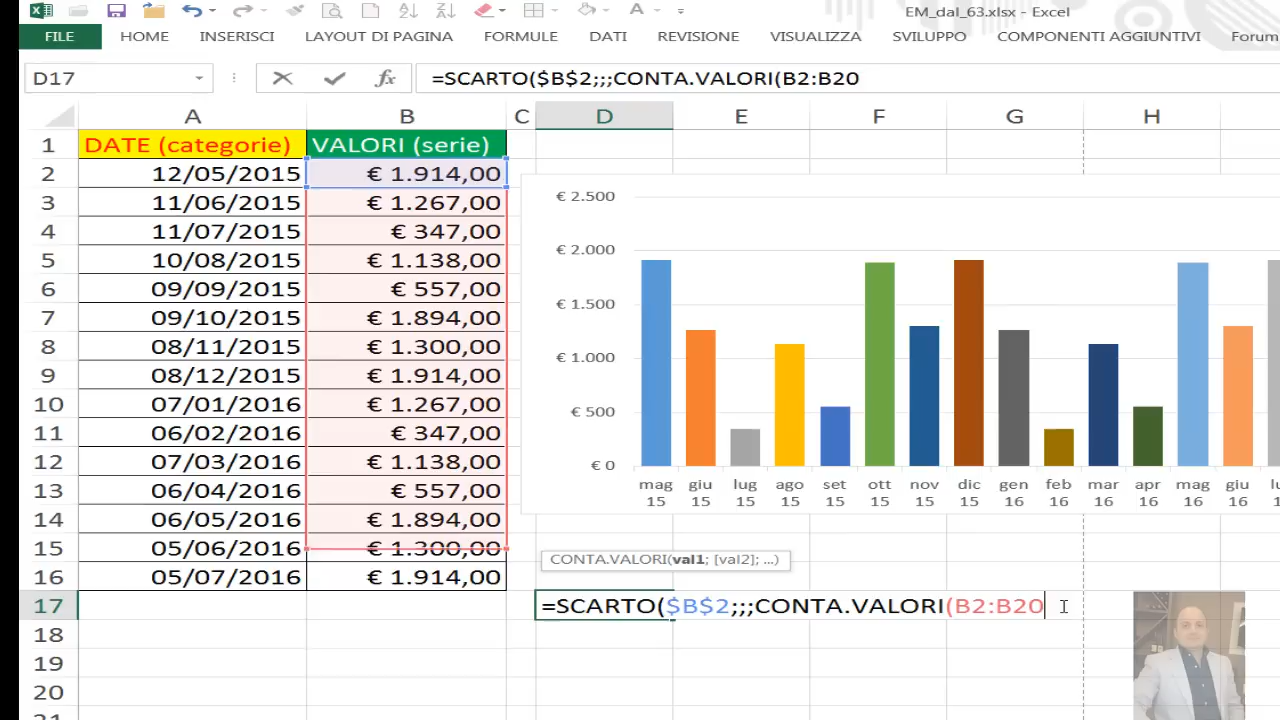 EM_dal_63.xlsx - Excel
FILE HOME INSERISCI LAYOUT DI PAGINA FORMULE DATI REVISIONE VISUALIZZA SVILUPPO COMPONENTI AGGIUNTIVI Forum
D17 fx =SCARTO($B$2;;;CONTA.VALORI(B2:B20
A B C D E F G H
1 DATE (categorie) VALORI (serie)
2 12/05/2015 € 1.914,00
3 11/06/2015 € 1.267,00
4 11/07/2015 € 347,00
5 10/08/2015 € 1.138,00
6 09/09/2015 € 557,00
7 09/10/2015 € 1.894,00
8 08/11/2015 € 1.300,00
9 08/12/2015 € 1.914,00
10 07/01/2016 € 1.267,00
11 06/02/2016 € 347,00
12 07/03/2016 € 1.138,00
13 06/04/2016 € 557,00
14 06/05/2016 € 1.894,00
15 05/06/2016 € 1.300,00
16 05/07/2016 € 1.914,00
€ 2.500
€ 2.000
€ 1.500
€ 1.000
€ 500
€ 0
mag giu lug ago set ott nov dic gen feb mar apr mag giu
15 15 15 15 15 15 15 15 16 16 16 16 16 16
CONTA.VALORI(val1; [val2]; ...)
17 =SCARTO($B$2;;;CONTA.VALORI(B2:B20
18
19
20